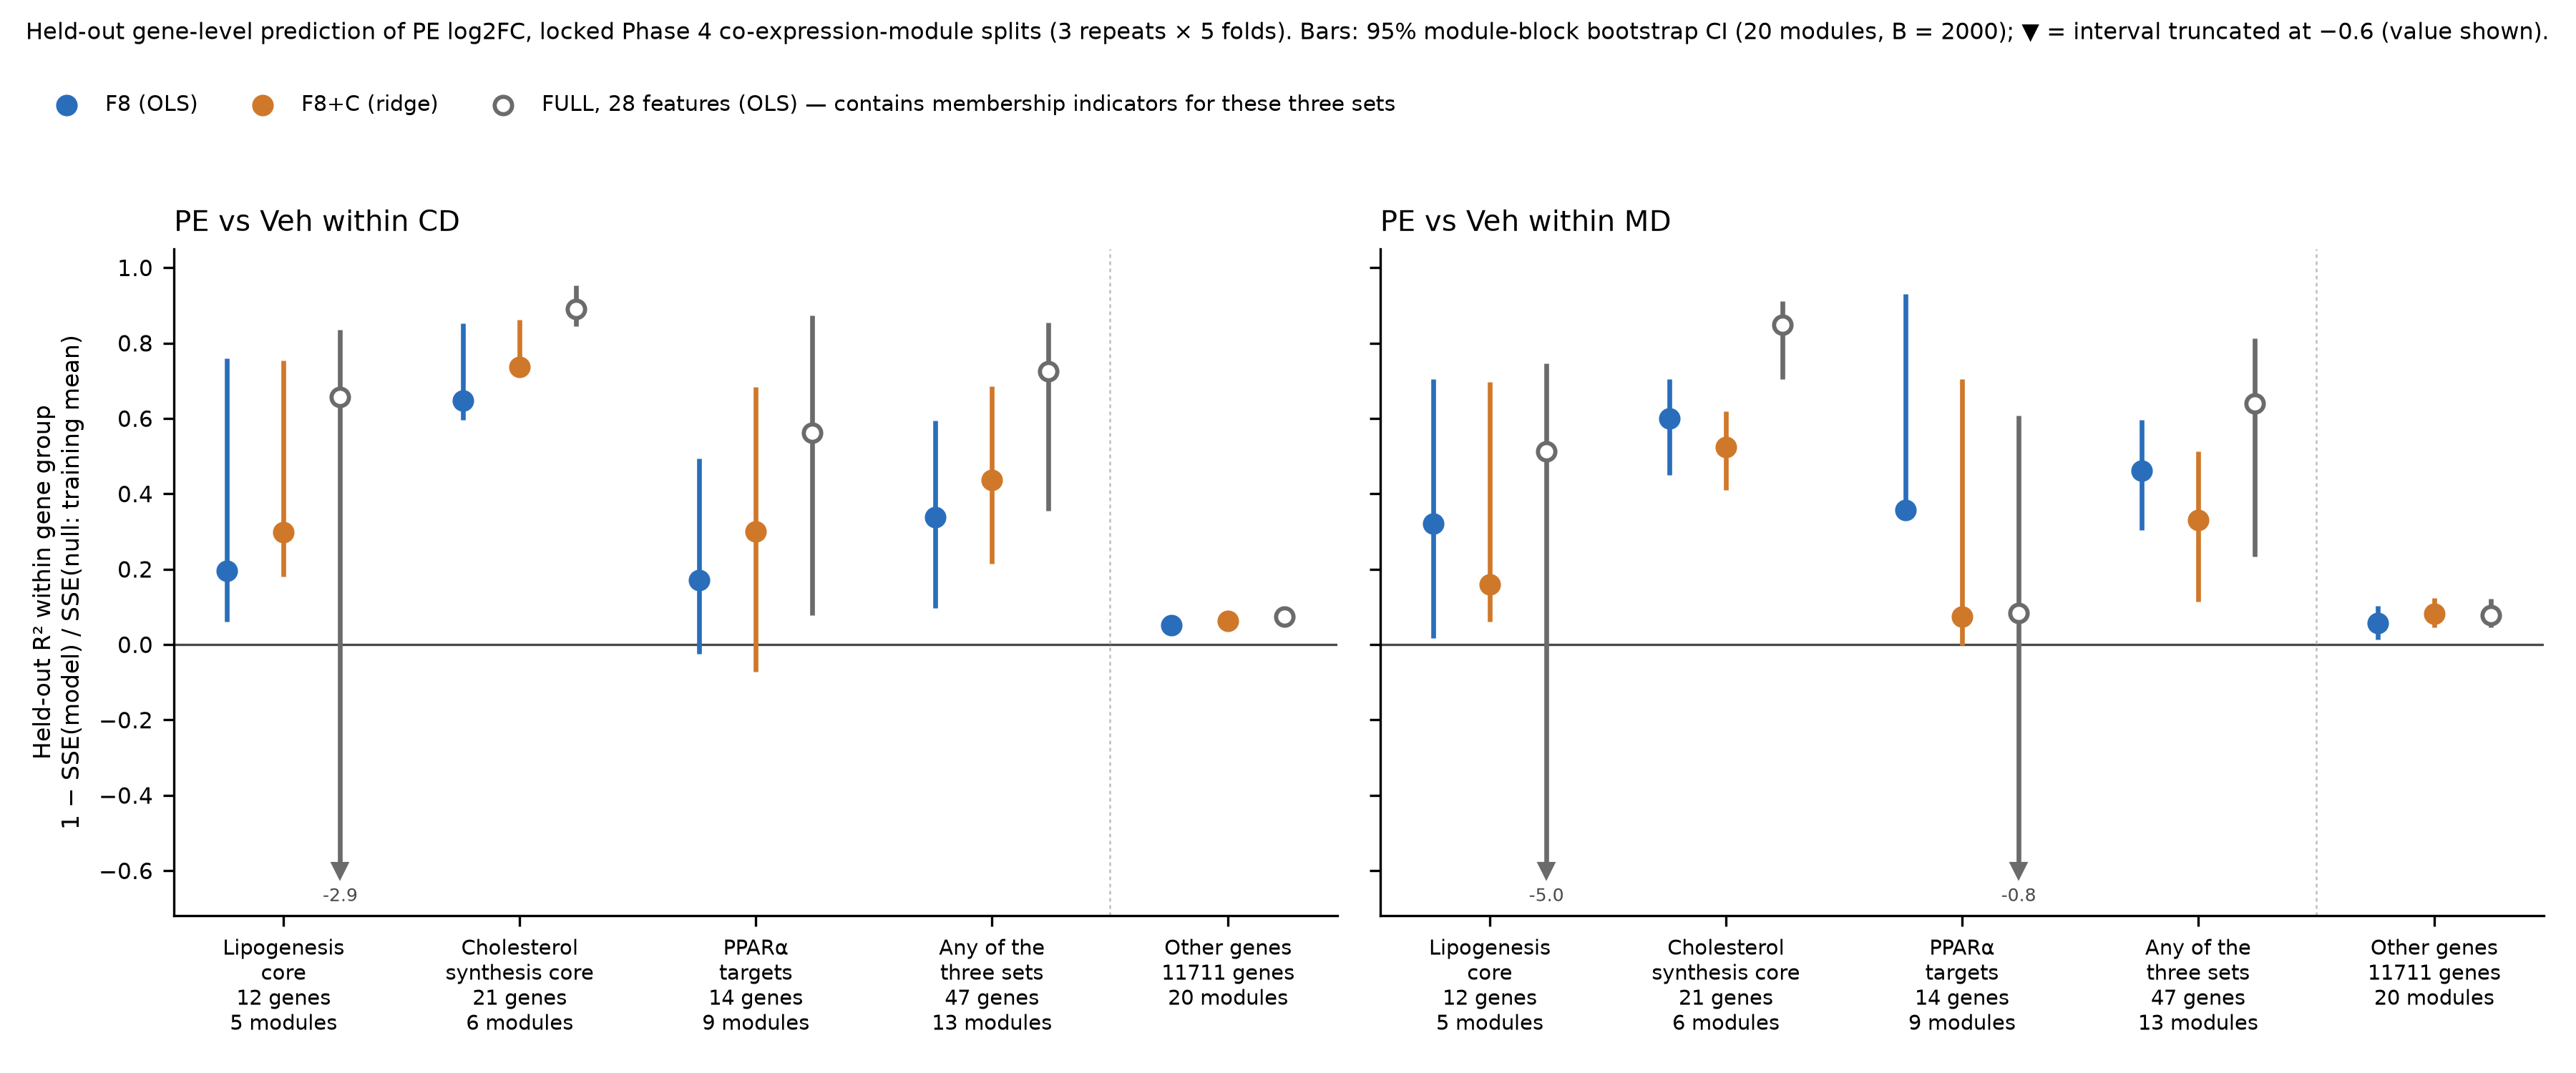 Held-out gene-level prediction of PE log2FC, locked Phase 4 co-expression-module splits (3 repeats × 5 folds). Bars: 95% module-block bootstrap CI (20 modules, B = 2000); ▼ = interval truncated at −0.6 (value shown).
F8 (OLS)
F8+C (ridge)
FULL, 28 features (OLS) — contains membership indicators for these three sets
PE vs Veh within CD
PE vs Veh within MD
Held-out R² within gene group
1 − SSE(model) / SSE(null: training mean)
1.0
0.8
0.6
0.4
0.2
0.0
−0.2
−0.4
−0.6
-2.9
-5.0
-0.8
Lipogenesis
core
12 genes
5 modules
Cholesterol
synthesis core
21 genes
6 modules
PPARα
targets
14 genes
9 modules
Any of the
three sets
47 genes
13 modules
Other genes
11711 genes
20 modules
Lipogenesis
core
12 genes
5 modules
Cholesterol
synthesis core
21 genes
6 modules
PPARα
targets
14 genes
9 modules
Any of the
three sets
47 genes
13 modules
Other genes
11711 genes
20 modules